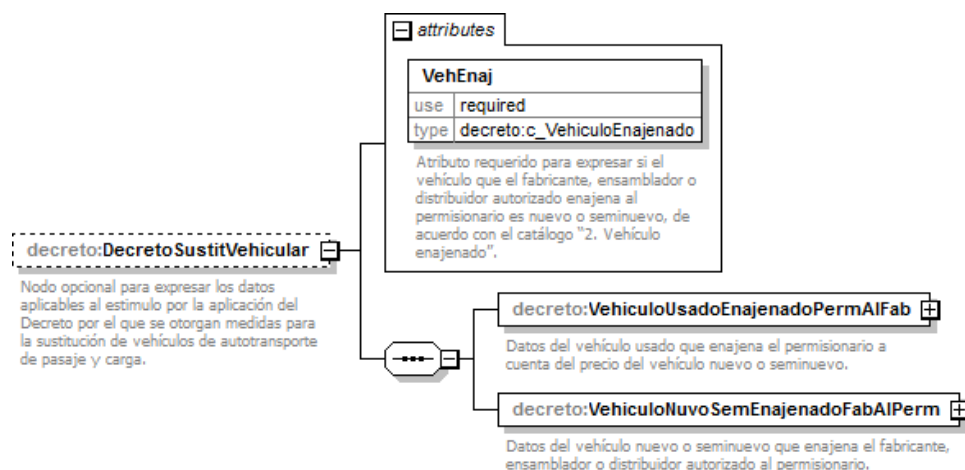 attributes
VehEnaj
use required
type decreto:c_VehiculoEnajenado
Atributo requerido para expresar si el
vehículo que el fabricante, ensamblador o
distribuidor autorizado enajena al
permisionario es nuevo o seminuevo, de
acuerdo con el catálogo “2. Vehículo
enajenado”.
decreto:DecretoSustitVehicular
Nodo opcional para expresar los datos
aplicables al estimulo por la aplicación del
Decreto por el que se otorgan medidas para
la sustitución de vehículos de autotransporte
de pasaje y carga.
decreto:VehiculoUsadoEnajenadoPermAlFab
Datos del vehículo usado que enajena el permisionario a
cuenta del precio del vehículo nuevo o seminuevo.
decreto:VehiculoNuvoSemEnajenadoFabAlPerm
Datos del vehículo nuevo o seminuevo que enajena el fabricante,
ensamblador o distribuidor autorizado al permisionario.